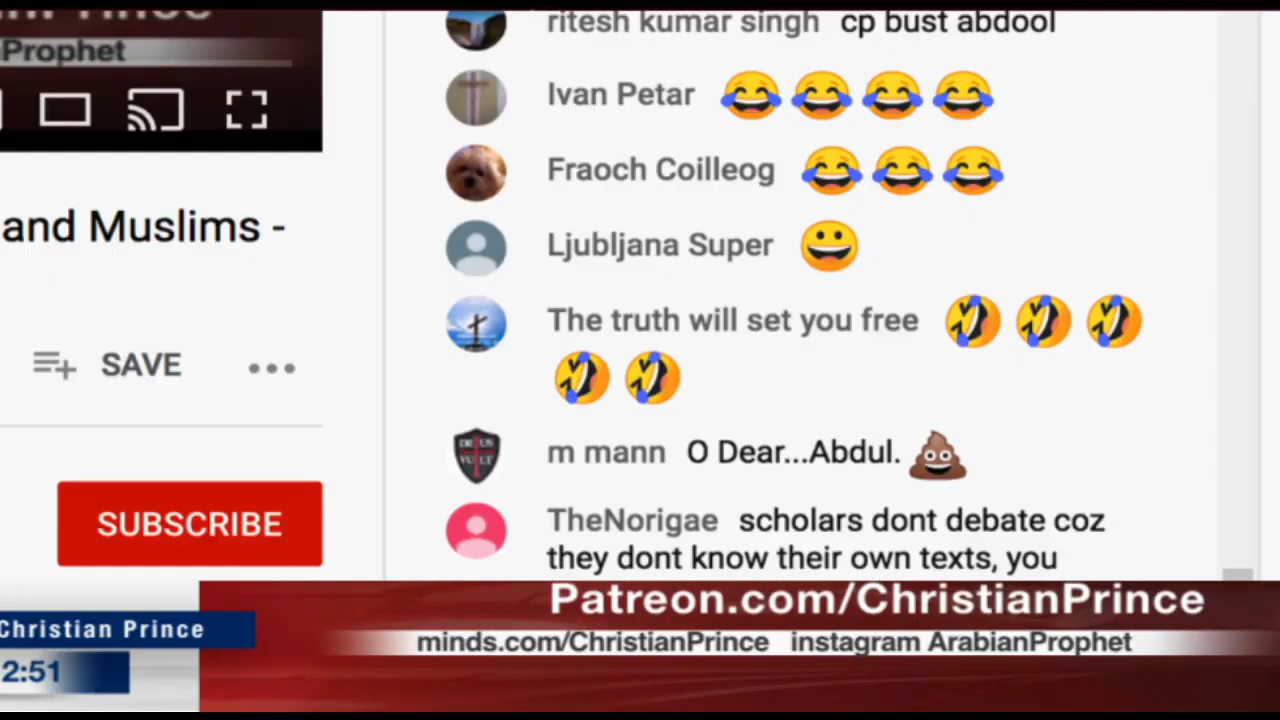 Prophet
and Muslims -
SAVE
SUBSCRIBE
ritesh kumar singh cp bust abdool
Ivan Petar 😂😂😂😂
Fraoch Coilleog 😂😂😂
Ljubljana Super 😀
The truth will set you free 🤣🤣🤣
🤣🤣
DEUS
VULT
m mann O Dear...Abdul. 💩
TheNorigae scholars dont debate coz
they dont know their own texts, you
Patreon.com/ChristianPrince
Christian Prince
minds.com/ChristianPrince instagram ArabianProphet
2:51